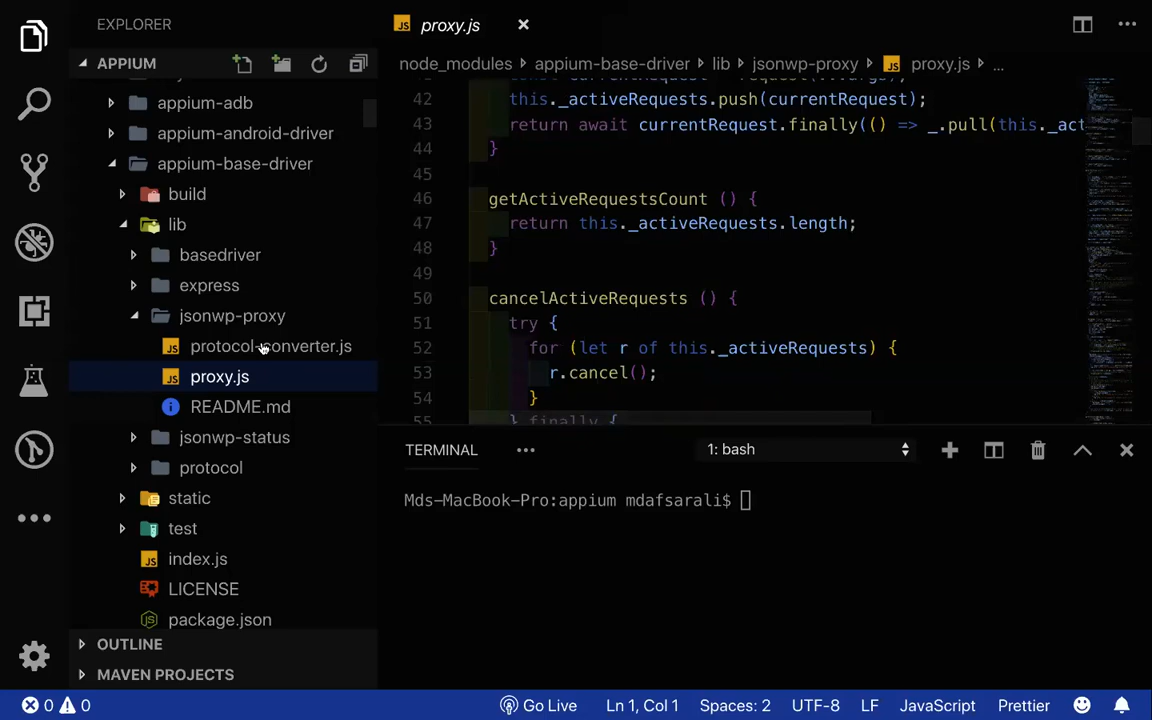 EXPLORER
APPIUM
appium-adb
appium-android-driver
appium-base-driver
build
lib
basedriver
express
jsonwp-proxy
protocol-converter.js
proxy.js
README.md
jsonwp-status
protocol
static
test
index.js
LICENSE
package.json
OUTLINE
MAVEN PROJECTS
JS proxy.js
node_modules appium-base-driver lib jsonwp-proxy JS proxy.js ...
42 this._activeRequests.push(currentRequest);
43 return await currentRequest.finally(() => _.pull(this._act
44 }
45
46 getActiveRequestsCount () {
47 return this._activeRequests.length;
48 }
49
50 cancelActiveRequests () {
51 try {
52 for (let r of this._activeRequests) {
53 r.cancel();
54 }
55 } finally {
TERMINAL ... 1: bash
Mds-MacBook-Pro:appium mdafsarali$
0 0 Go Live Ln 1, Col 1 Spaces: 2 UTF-8 LF JavaScript Prettier